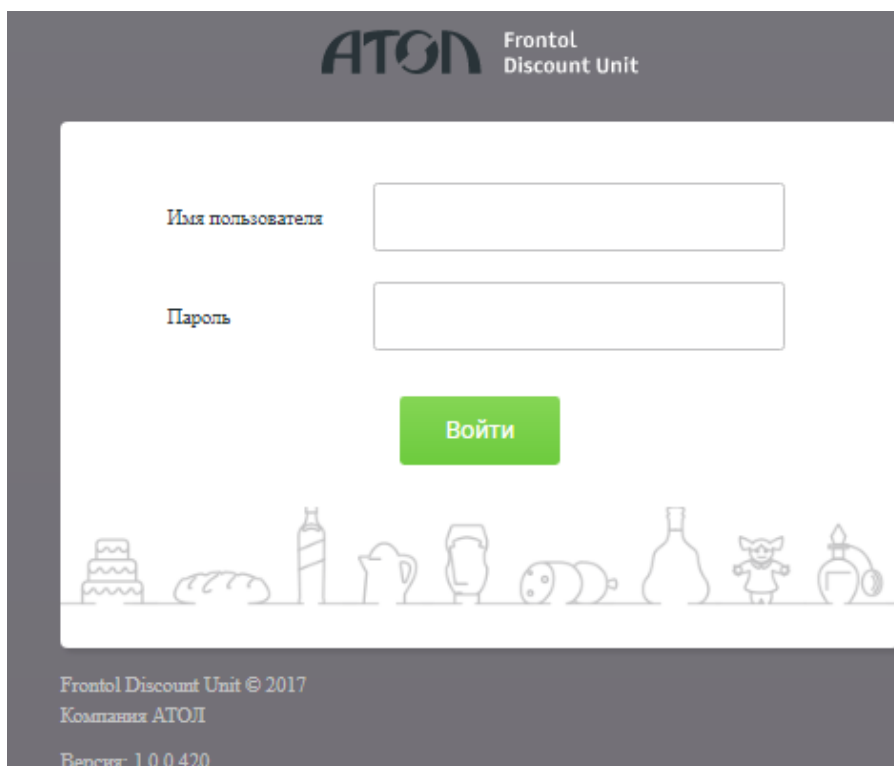 АТОЛ Frontol
Discount Unit
Имя пользователя
Пароль
Войти
Frontol Discount Unit © 2017
Компания АТОЛ
Версия: 1.0.0.420